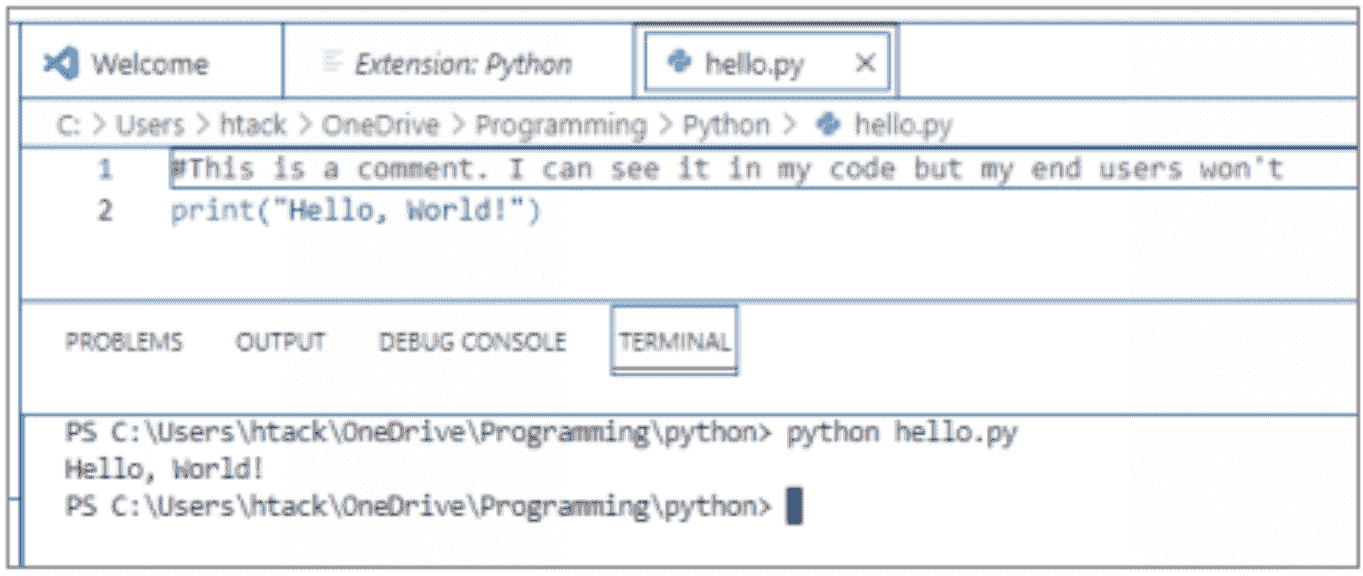 Welcome Extension: Python hello.py ×
C: > Users > htack > OneDrive > Programming > Python > hello.py
1 #This is a comment. I can see it in my code but my end users won't
2 print("Hello, World!")
PROBLEMS OUTPUT DEBUG CONSOLE TERMINAL
PS C:\Users\htack\OneDrive\Programming\python> python hello.py
Hello, World!
PS C:\Users\htack\OneDrive\Programming\python>